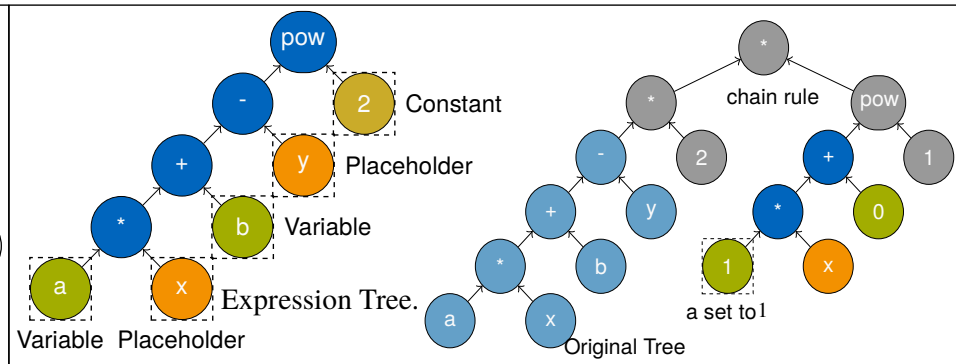 pow
-
2
Constant
+
y
Placeholder
*
b
Variable
a
x
Expression Tree.
Variable Placeholder
*
chain rule
*
pow
-
2
+
1
+
y
*
0
*
b
1
x
a
x
a set to 1
Original Tree
)